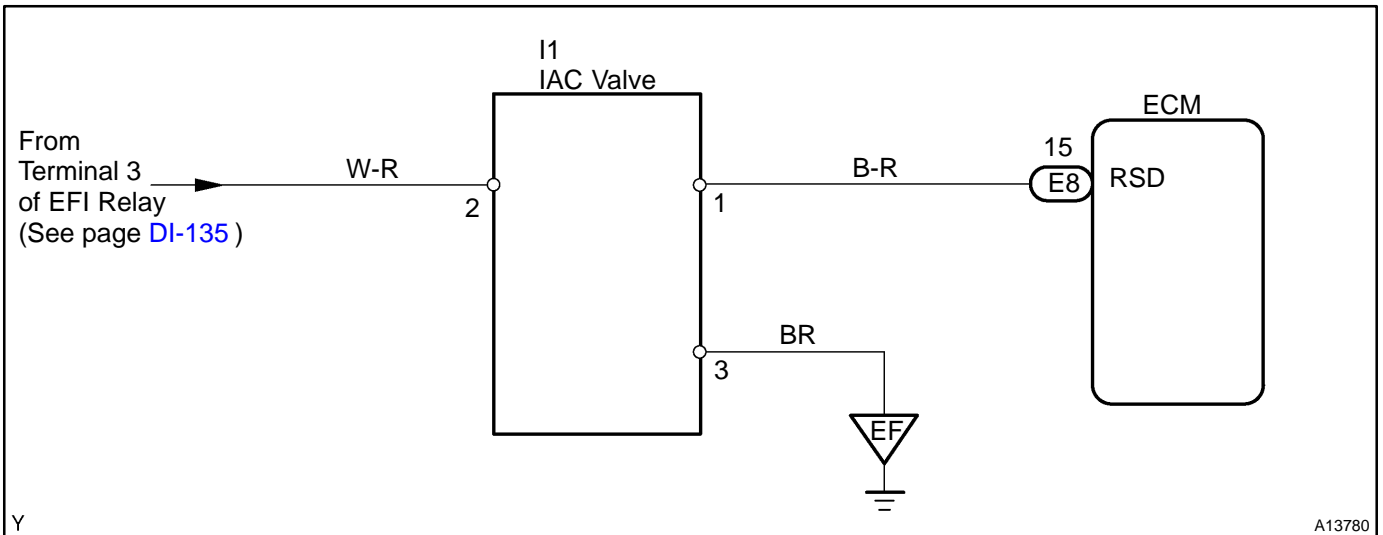 I1
IAC Valve
From
Terminal 3
of EFI Relay
(See page DI-135 )
W-R
2
1
B-R
15
E8
RSD
ECM
BR
3
EF
Y
A13780